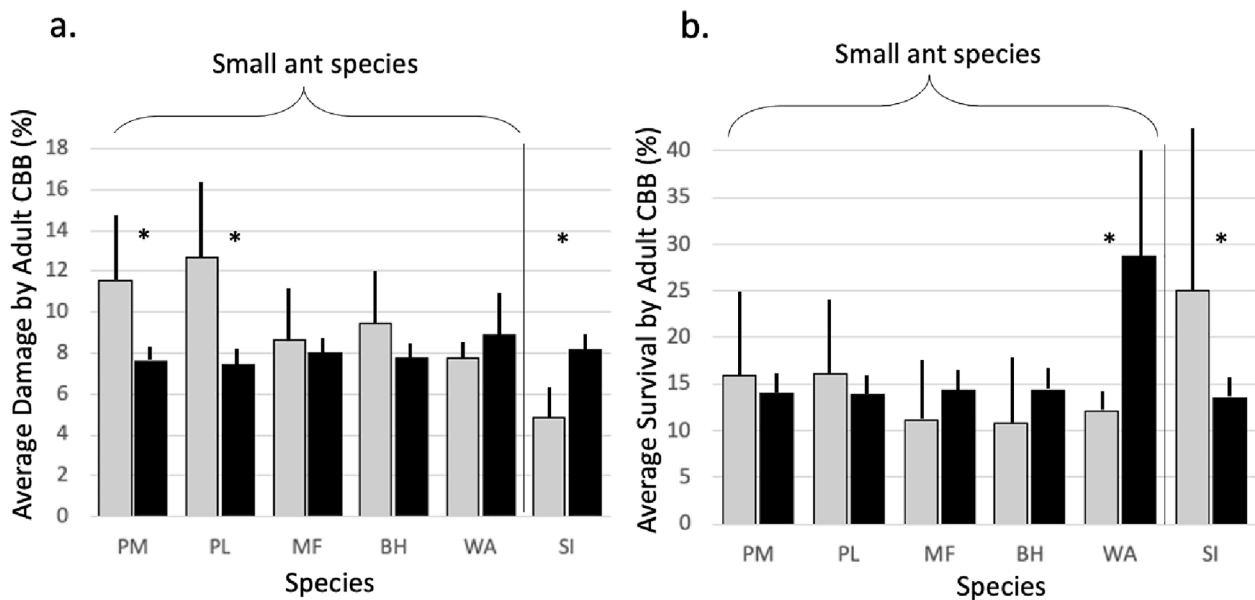 a.
Small ant species
Average Damage by Adult CBB (%)
18
16
14
12
10
8
6
4
2
0
*
*
*
PM PL MF BH WA SI
Species
b.
Small ant species
Average Survival by Adult CBB (%)
40
35
30
25
20
15
10
5
0
*
*
PM PL MF BH WA SI
Species